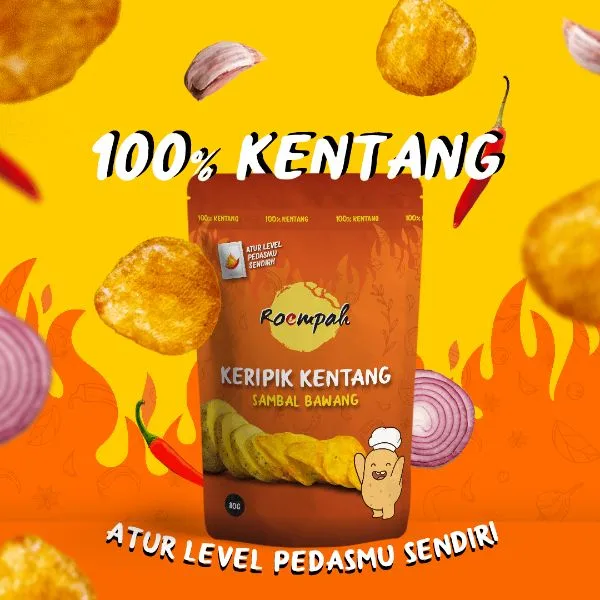 100% KENTANG
100% KENTANG 100% KENTANG 100% KENTANG 100%
ATUR LEVEL
PEDASMU
SENDIRI!
Roempah
KERIPIK KENTANG
SAMBAL BAWANG
80G
ATUR LEVEL PEDASMU SENDIRI